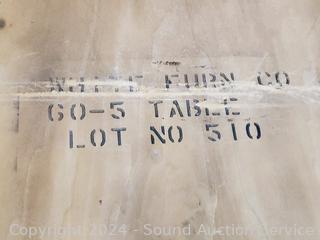 WHITE FURN CO
60-5 TABLE
LOT NO 510
Copyright 2024 - Sound Auction Service